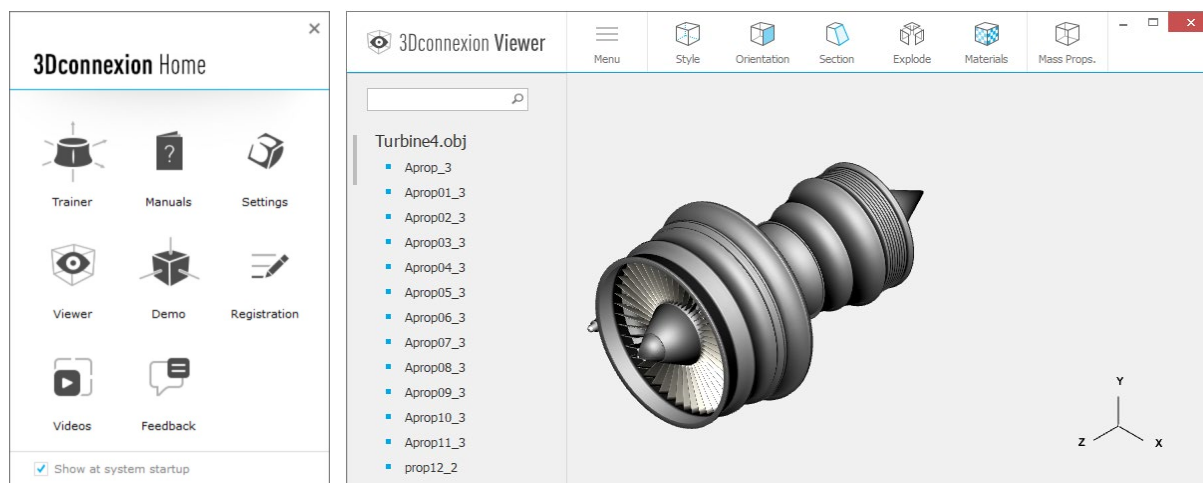 3Dconnexion Home
Trainer
Manuals
Settings
Viewer
Demo
Registration
Videos
Feedback
Show at system startup
3Dconnexion Viewer
Menu
Style
Orientation
Section
Explode
Materials
Mass Props.
Turbine4.obj
Aprop_3
Aprop01_3
Aprop02_3
Aprop03_3
Aprop04_3
Aprop05_3
Aprop06_3
Aprop07_3
Aprop08_3
Aprop09_3
Aprop10_3
Aprop11_3
prop12_2
Y
Z
X